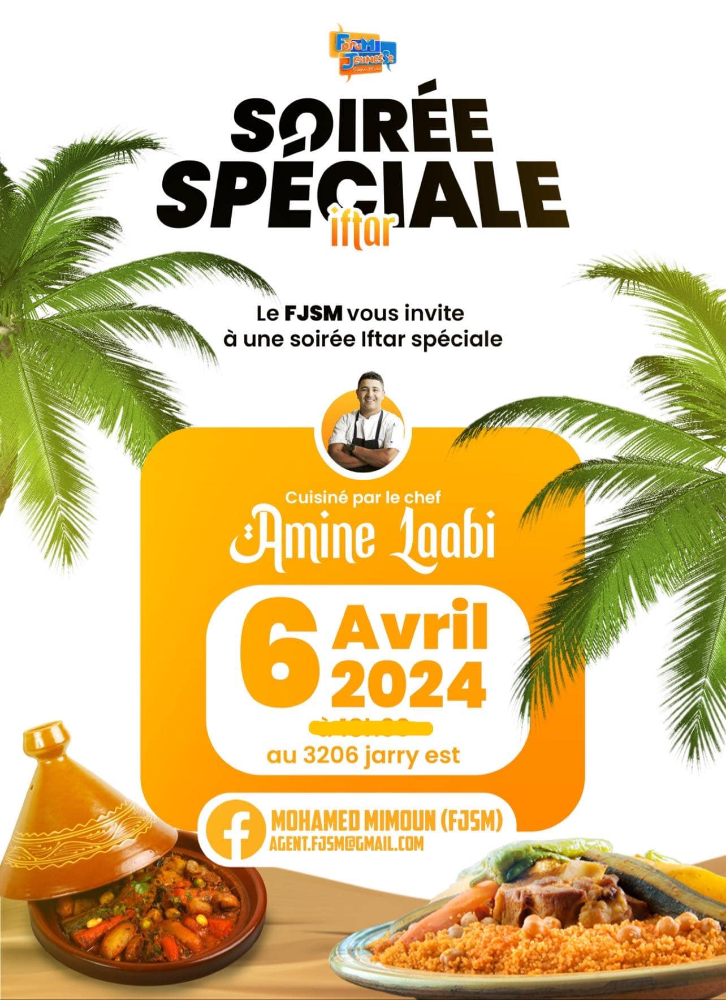 Forum
Jeunesse
Saint-Michel
SOIRÉE
SPÉCIALE
iftar
Le FJSM vous invite
à une soirée Iftar spéciale
Cuisiné par le chef
Amine Laabi
6 Avril
2024
au 3206 jarry est
MOHAMED MIMOUN (FJSM)
AGENT.FJSM@GMAIL.COM